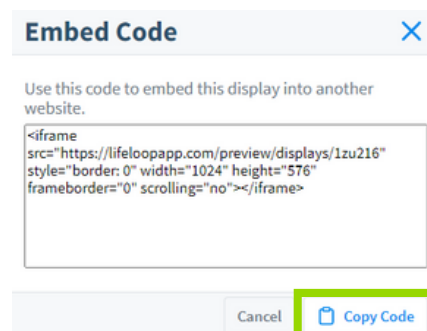 Embed Code
Use this code to embed this display into another
website.
<iframe
src="https://lifeloopapp.com/preview/displays/1zu216"
style="border: 0" width="1024" height="576"
frameborder="0" scrolling="no"></iframe>
Cancel
Copy Code